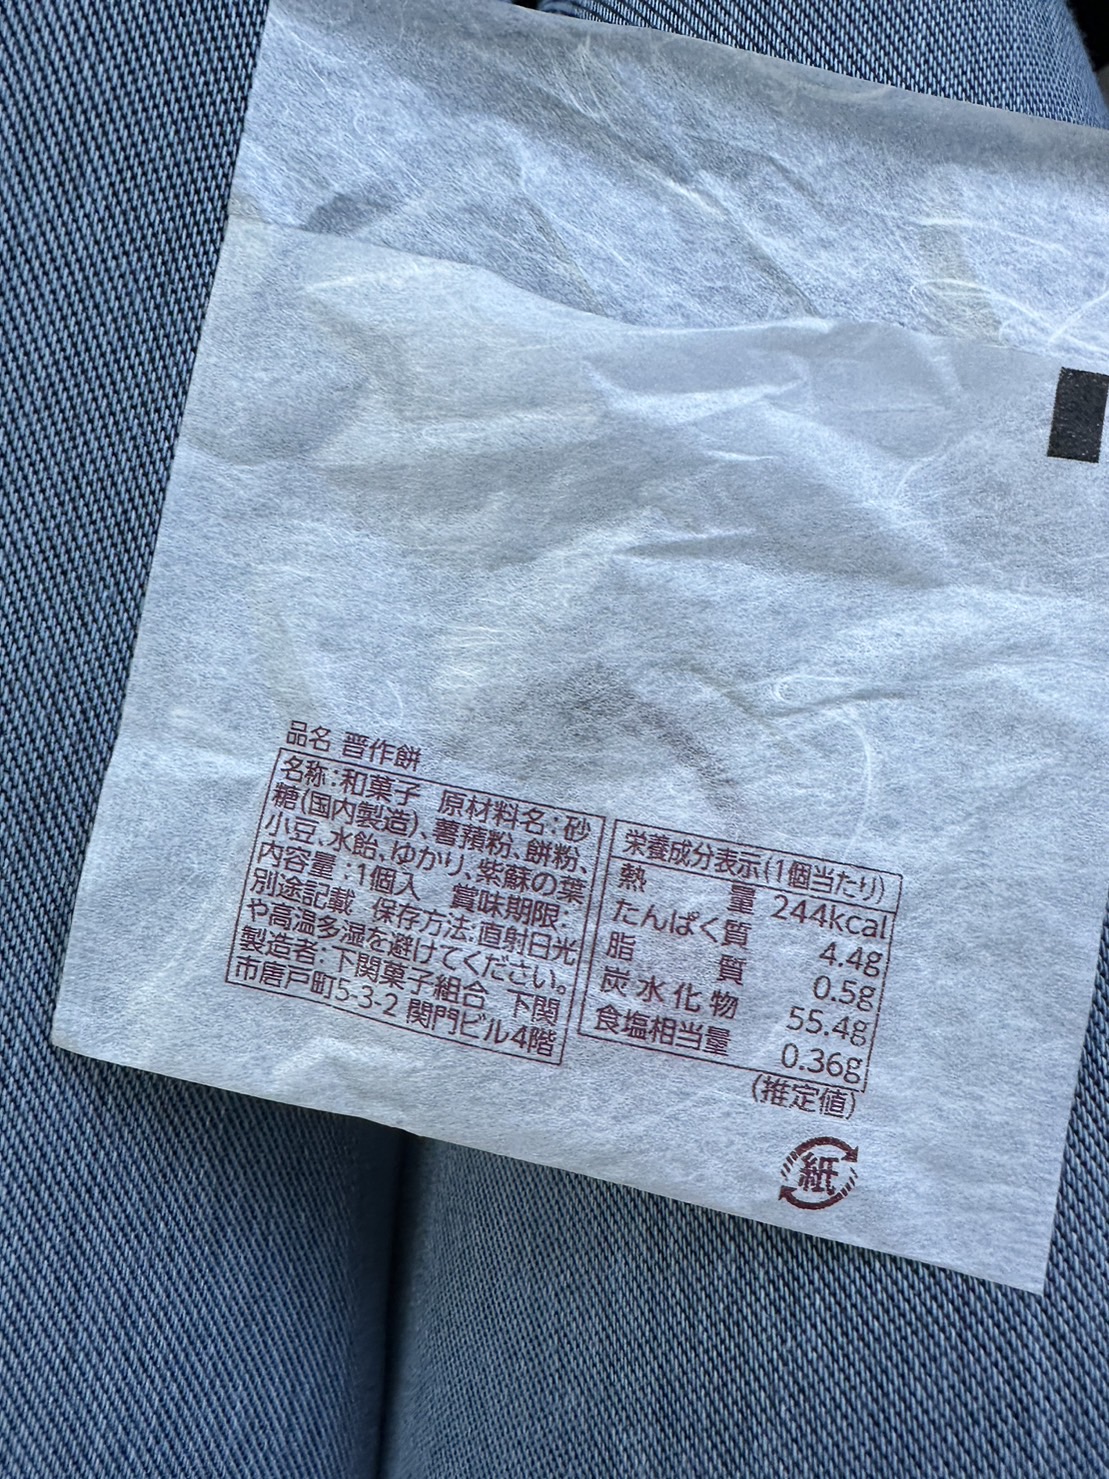 品名 晋作餅
名称:和菓子 原材料名:砂
糖(国内製造)、薯蕷粉、餅粉、
小豆、水飴、ゆかり、紫蘇の葉
内容量:1個入 賞味期限:
別途記載 保存方法:直射日光
や高温多湿を避けてください。
製造者:下関菓子組合 下関
市唐戸町5-3-2 関門ビル4階
栄養成分表示(1個当たり)
熱量 244kcal
たんぱく質 4.4g
脂質 0.5g
炭水化物 55.4g
食塩相当量 0.36g
(推定値)
紙